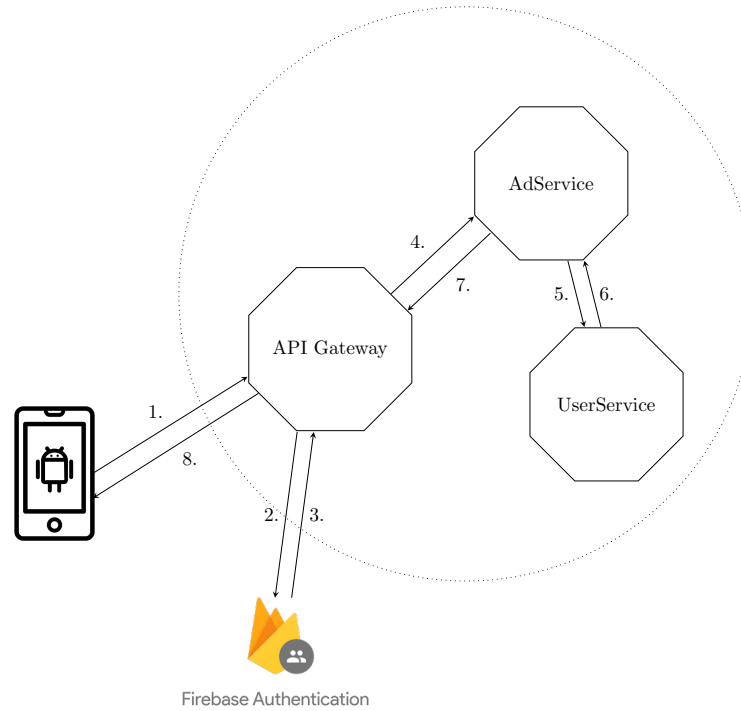 AdService
4.
7.
5.
6.
API Gateway
UserService
1.
8.
2.
3.
Firebase Authentication